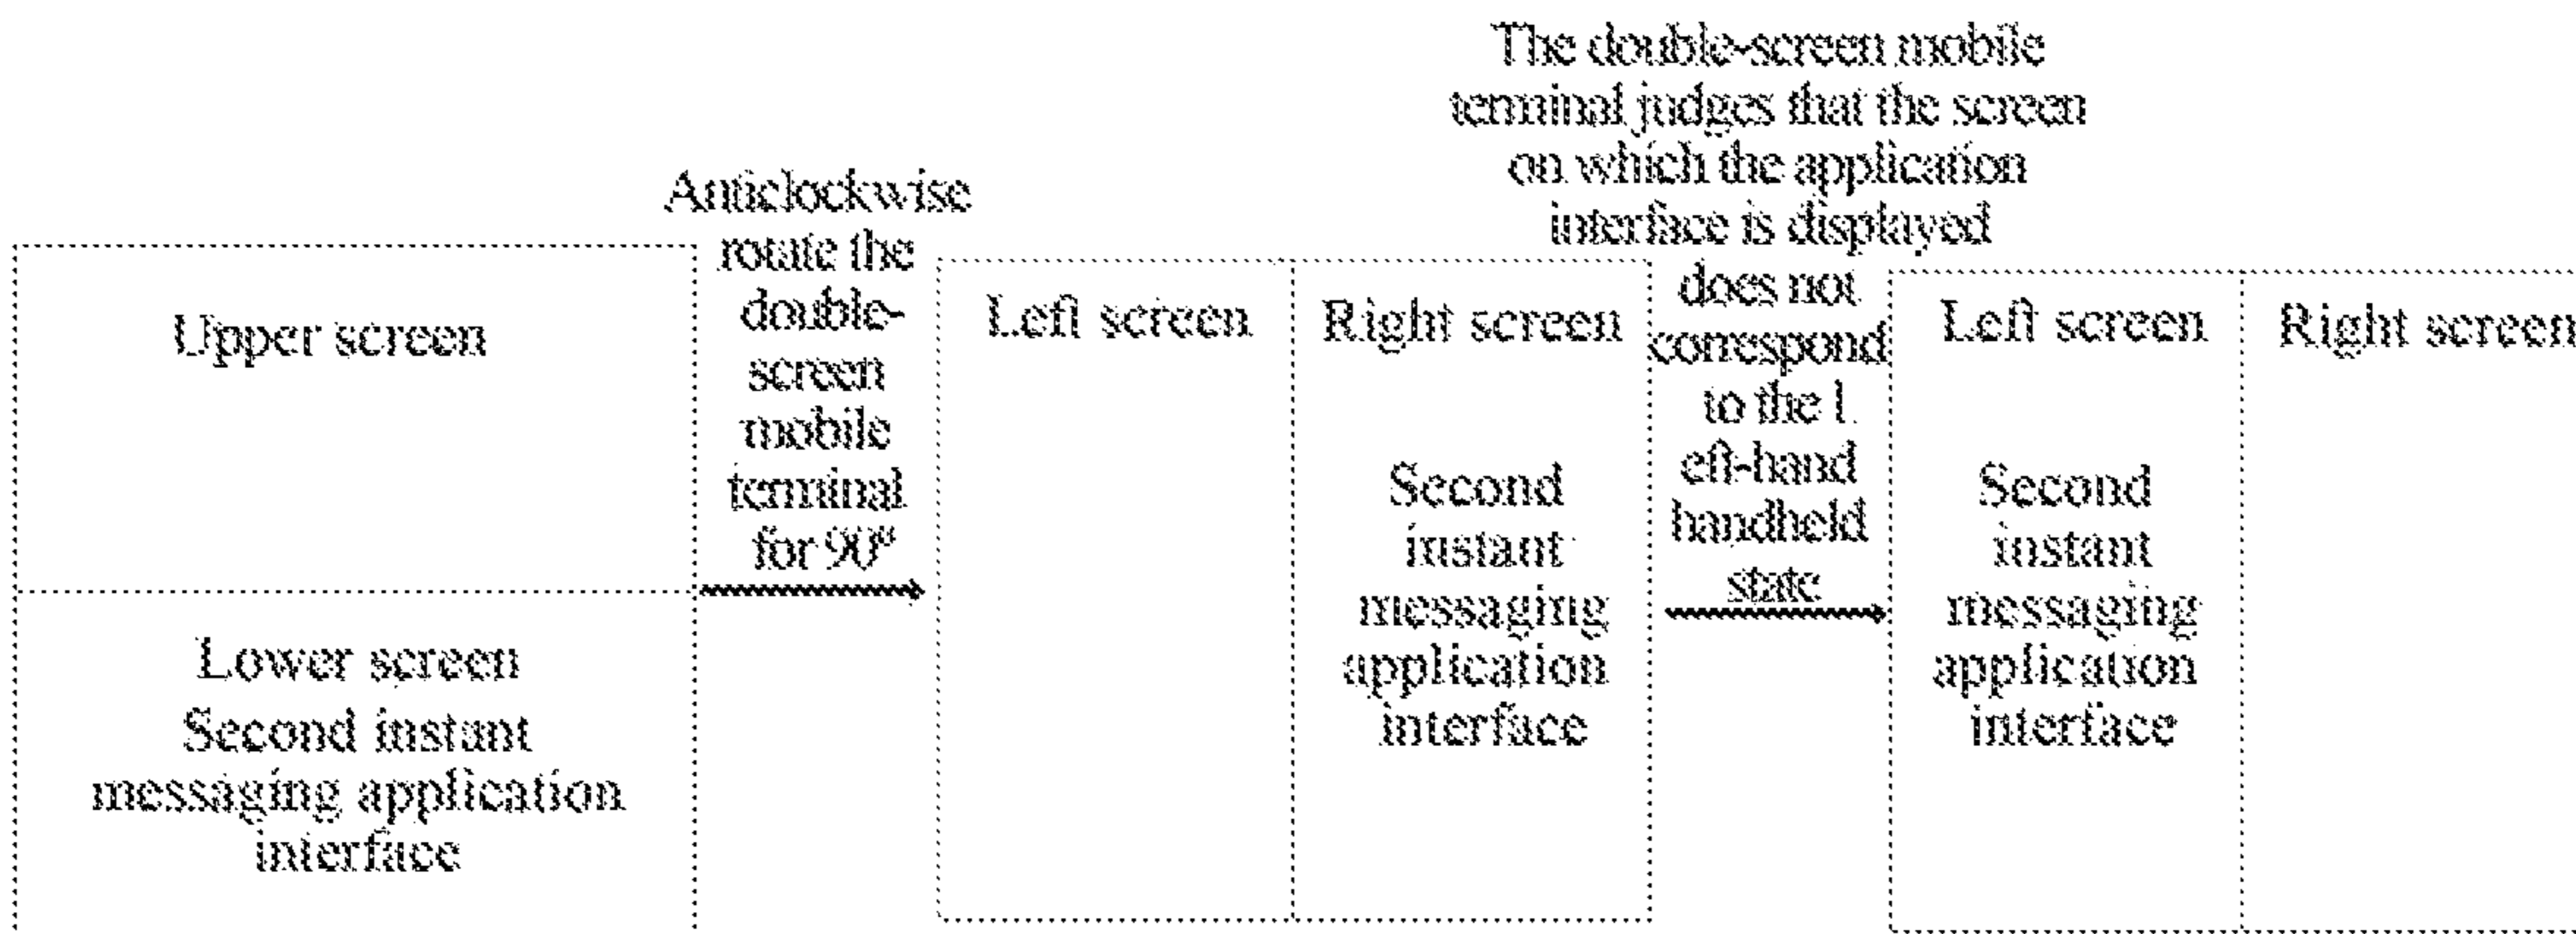 Upper screen
Lower screen
Second instant
messaging application
interface
Anticlockwise
rotate the
double-
screen
mobile
terminal
for 90°
Left screen
Right screen
Second
instant
messaging
application
interface
The double-screen mobile
terminal judges that the screen
on which the application
interface is displayed
does not
correspond
to the l
eft-hand
handheld
state
Left screen
Second
instant
messaging
application
interface
Right screen